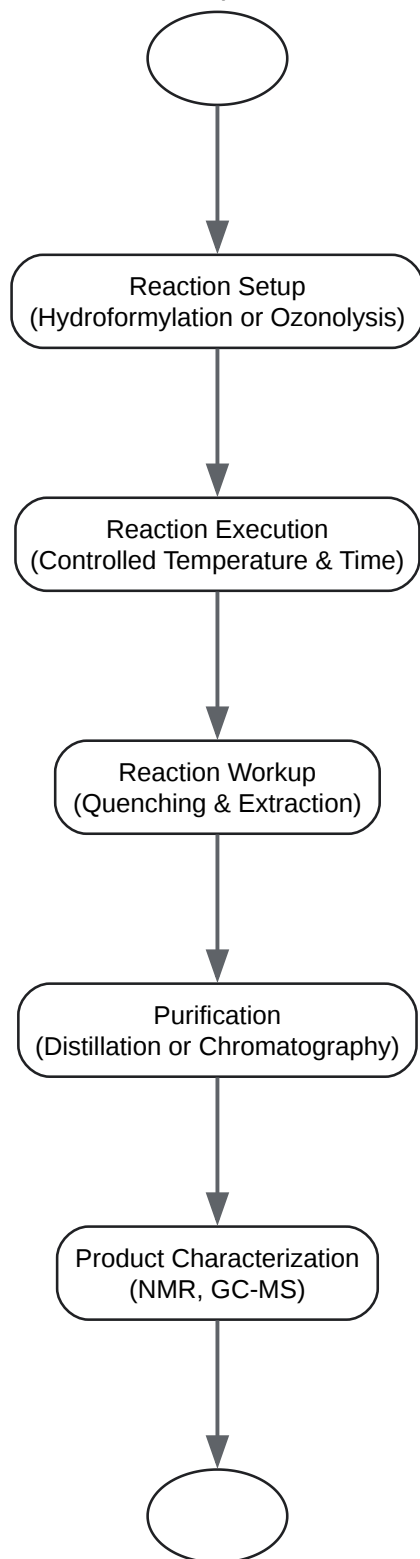 Reaction Setup
(Hydroformylation or Ozonolysis)
Reaction Execution
(Controlled Temperature & Time)
Reaction Workup
(Quenching & Extraction)
Purification
(Distillation or Chromatography)
Product Characterization
(NMR, GC-MS)